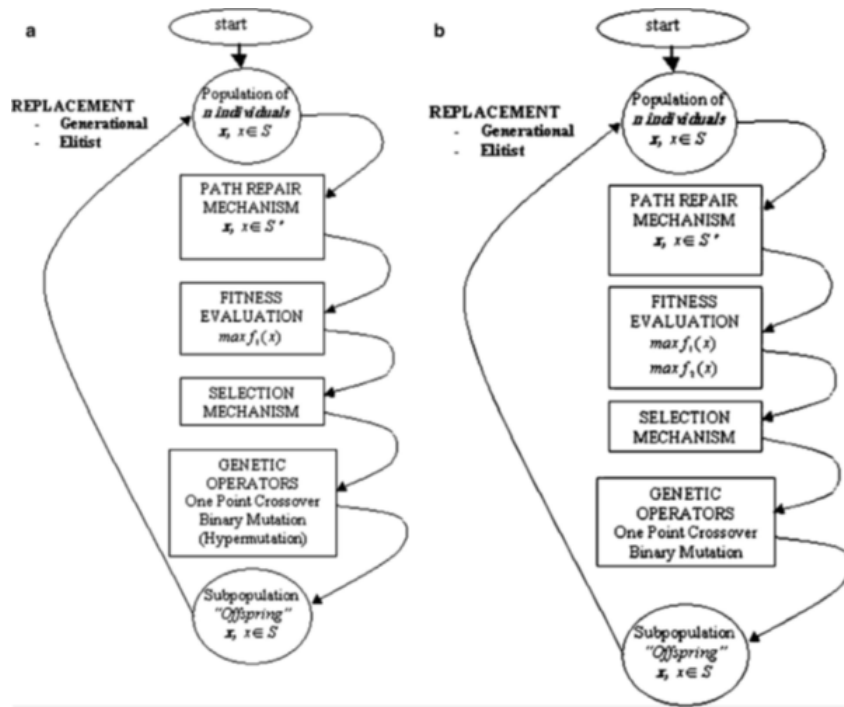 a
start
Population of
n individuals
x, x∈S
REPLACEMENT
- Generational
- Elitist
PATH REPAIR
MECHANISM
x, x∈S'
FITNESS
EVALUATION
max f₁(x)
SELECTION
MECHANISM
GENETIC
OPERATORS
One Point Crossover
Binary Mutation
(Hypermutation)
Subpopulation
"Offspring"
x, x∈S
b
start
Population of
n individuals
x, x∈S
REPLACEMENT
- Generational
- Elitist
PATH REPAIR
MECHANISM
x, x∈S'
FITNESS
EVALUATION
max f₁(x)
max f₂(x)
SELECTION
MECHANISM
GENETIC
OPERATORS
One Point Crossover
Binary Mutation
Subpopulation
"Offspring"
x, x∈S